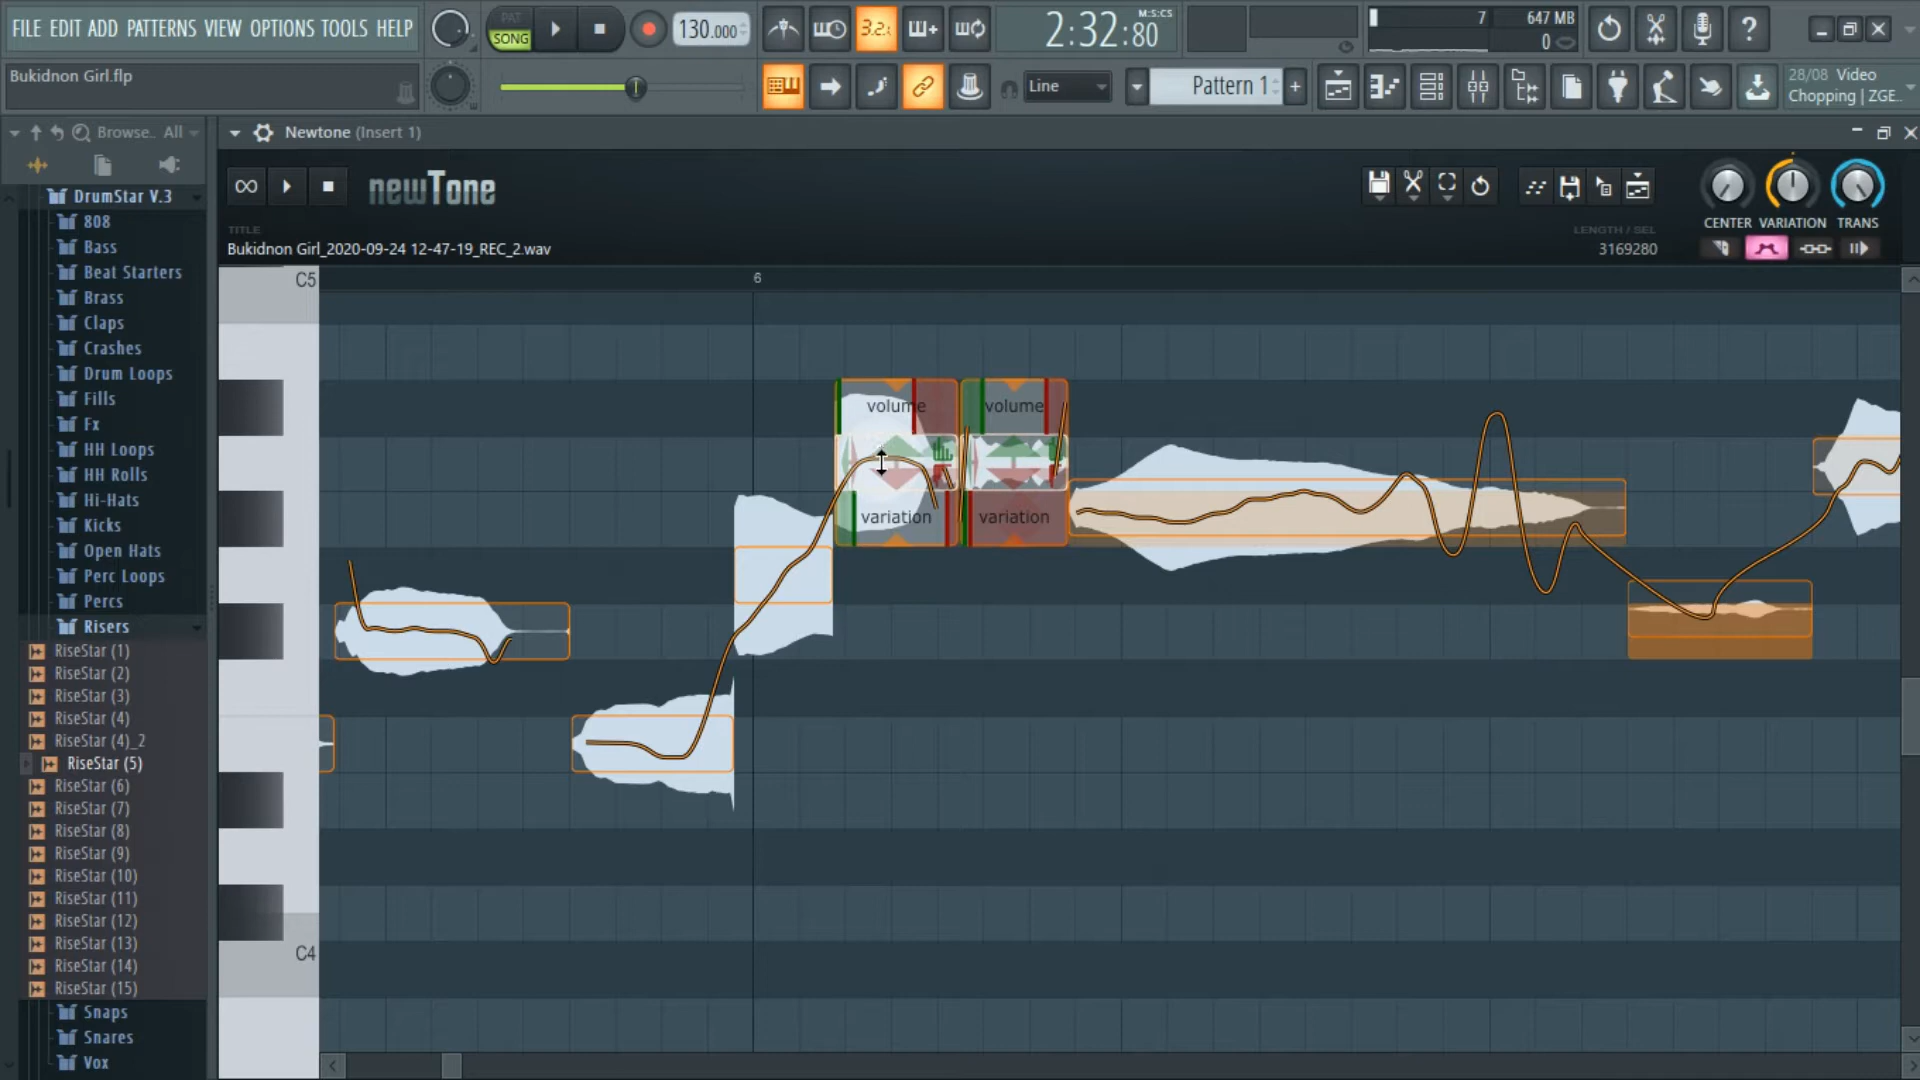 FILE EDIT ADD PATTERNS VIEW OPTIONS TOOLS HELP
PAT
SONG
130.000
3.2.
M:S:CS
2:32:80
7
647 MB
0
Bukidnon Girl.flp
Line
Pattern 1
28/08 Video
Chopping | ZGE..
Browse.. All
Newtone (Insert 1)
newTone
CENTER VARIATION TRANS
TITLE
Bukidnon Girl_2020-09-24 12-47-19_REC_2.wav
LENGTH / SEL
3169280
DrumStar V.3
808
Bass
Beat Starters
Brass
Claps
Crashes
Drum Loops
Fills
Fx
HH Loops
HH Rolls
Hi-Hats
Kicks
Open Hats
Perc Loops
Percs
Risers
RiseStar (1)
RiseStar (2)
RiseStar (3)
RiseStar (4)
RiseStar (4)_2
RiseStar (5)
RiseStar (6)
RiseStar (7)
RiseStar (8)
RiseStar (9)
RiseStar (10)
RiseStar (11)
RiseStar (12)
RiseStar (13)
RiseStar (14)
RiseStar (15)
Snaps
Snares
Vox
C5
6
volume
volume
variation
variation
C4